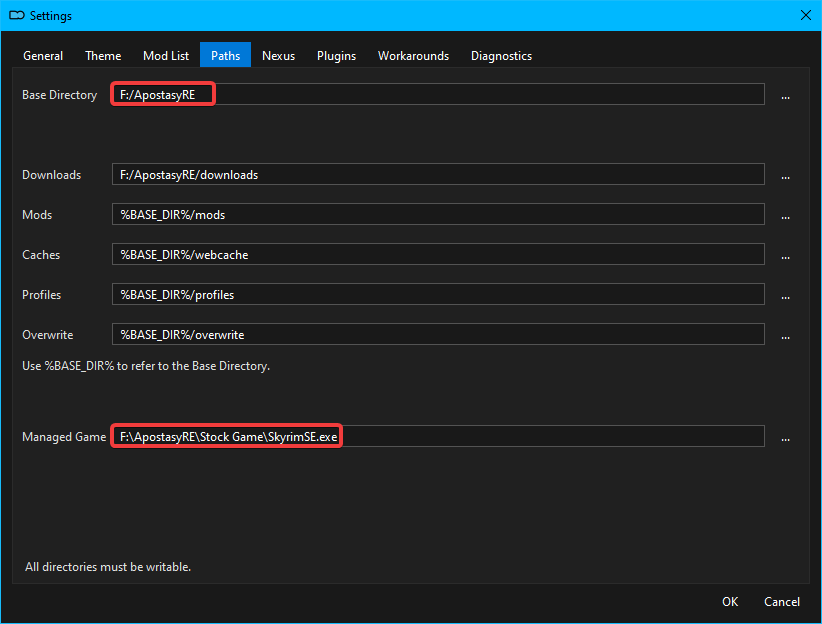 Settings
General Theme Mod List Paths Nexus Plugins Workarounds Diagnostics
Base Directory F:/ApostasyRE ...
Downloads F:/ApostasyRE/downloads ...
Mods %BASE_DIR%/mods ...
Caches %BASE_DIR%/webcache ...
Profiles %BASE_DIR%/profiles ...
Overwrite %BASE_DIR%/overwrite ...
Use %BASE_DIR% to refer to the Base Directory.
Managed Game F:\ApostasyRE\Stock Game\SkyrimSE.exe ...
All directories must be writable.
OK Cancel